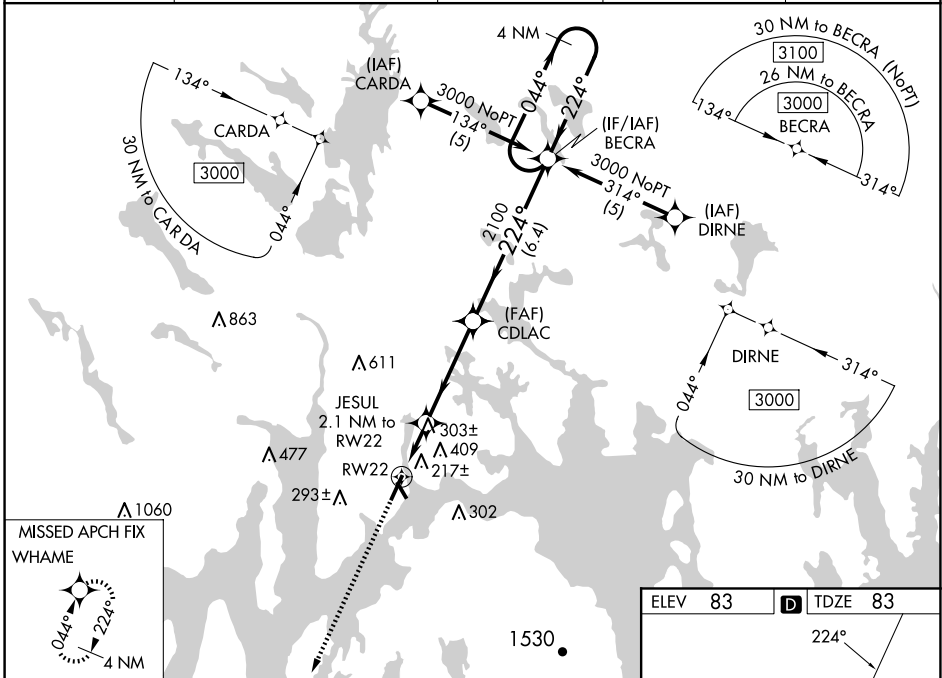 4 NM
044°
224°
(IAF)
CARDA
3000 NoPT
134°
(5)
(IF/IAF)
BECRA
3000 NoPT
314°
(5)
(IAF)
DIRNE
30 NM to BECRA (NoPT)
3100
26 NM to BECRA
3000
BECRA
134°
314°
134°
CARDA
3000
044°
30 NM to CARDA
2100
224°
(6.4)
(FAF)
CDLAC
863
611
JESUL
2.1 NM to
RW22
303±
409
217±
477
RW22
293±
302
1060
DIRNE
314°
044°
3000
30 NM to DIRNE
MISSED APCH FIX
WHAME
044°
224°
4 NM
1530
ELEV 83 D TDZE 83
224°